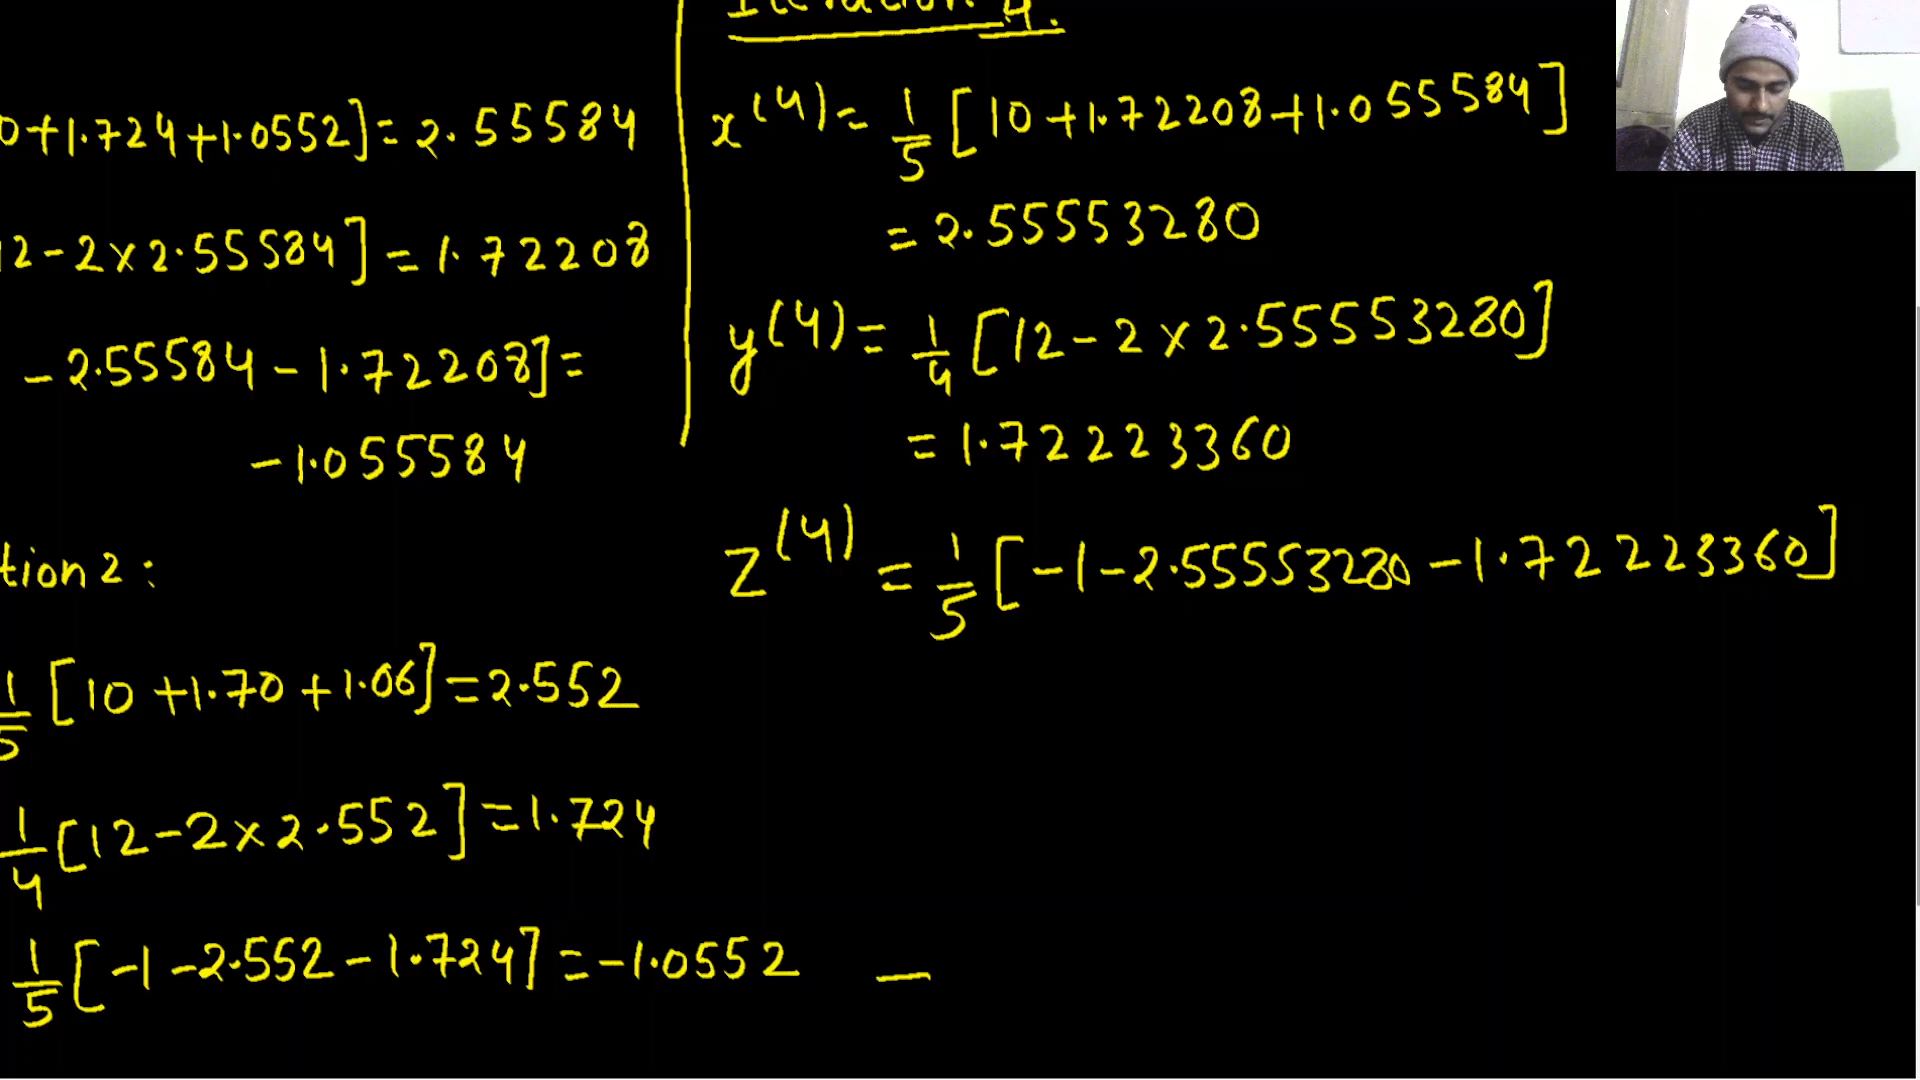 0+1.724+1.0552]=2.55584
12-2×2.55584]=1.72208
-2.55584-1.72208]=
-1.055584
tion 2:
1/5[10+1.70+1.06]=2.552
1/4[12-2×2.552]=1.724
1/5[-1-2.552-1.724]=-1.0552 —
Iteration 4.
x^(4)=1/5[10+1.72208+1.055584]
=2.55553280
y^(4)=1/4[12-2×2.55553280]
=1.72223360
z^(4)=1/5[-1-2.55553280-1.72223360]